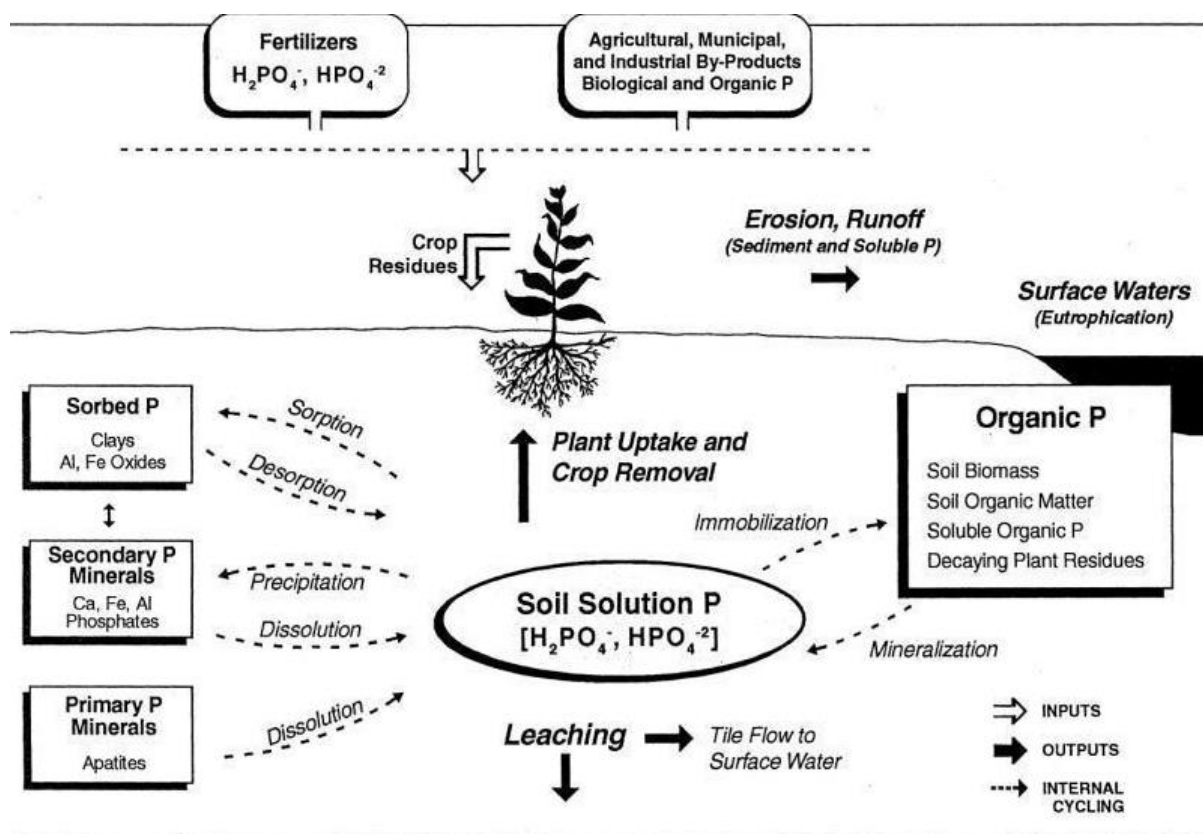 Fertilizers
H₂PO₄⁻, HPO₄⁻²
Agricultural, Municipal,
and Industrial By-Products
Biological and Organic P
Crop
Residues
Erosion, Runoff
(Sediment and Soluble P)
Surface Waters
(Eutrophication)
Sorbed P
Clays
Al, Fe Oxides
Sorption
Desorption
Plant Uptake and
Crop Removal
Organic P
Soil Biomass
Soil Organic Matter
Soluble Organic P
Decaying Plant Residues
Immobilization
Secondary P
Minerals
Ca, Fe, Al
Phosphates
Precipitation
Dissolution
Soil Solution P
[H₂PO₄⁻, HPO₄⁻²]
Mineralization
Primary P
Minerals
Apatites
Dissolution
Leaching
Tile Flow to
Surface Water
INPUTS
OUTPUTS
INTERNAL
CYCLING